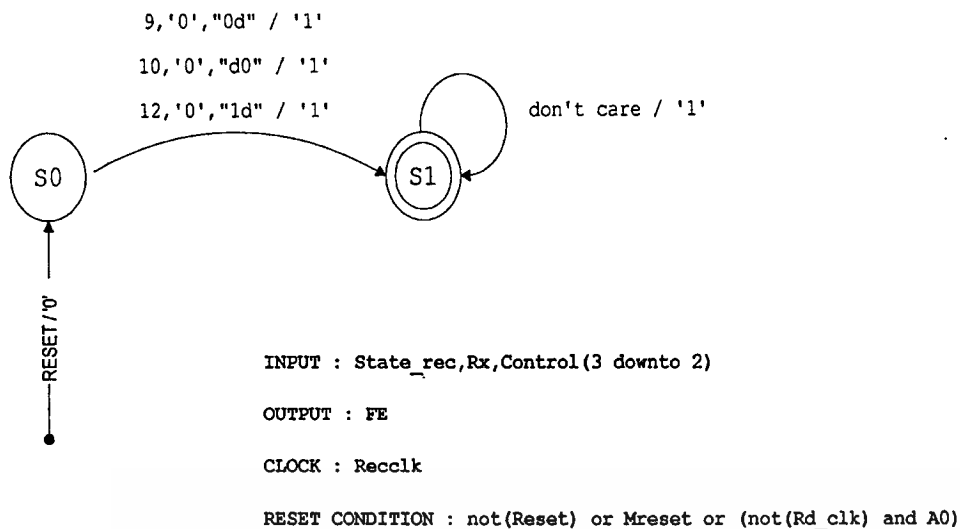 9,'0',"0d" / '1'
10,'0',"d0" / '1'
12,'0',"1d" / '1'
don't care / '1'
S0
S1
RESET/'0'
INPUT : State_rec,Rx,Control(3 downto 2)
OUTPUT : FE
CLOCK : Recclk
RESET CONDITION : not(Reset) or Mreset or (not(Rd_clk) and A0)